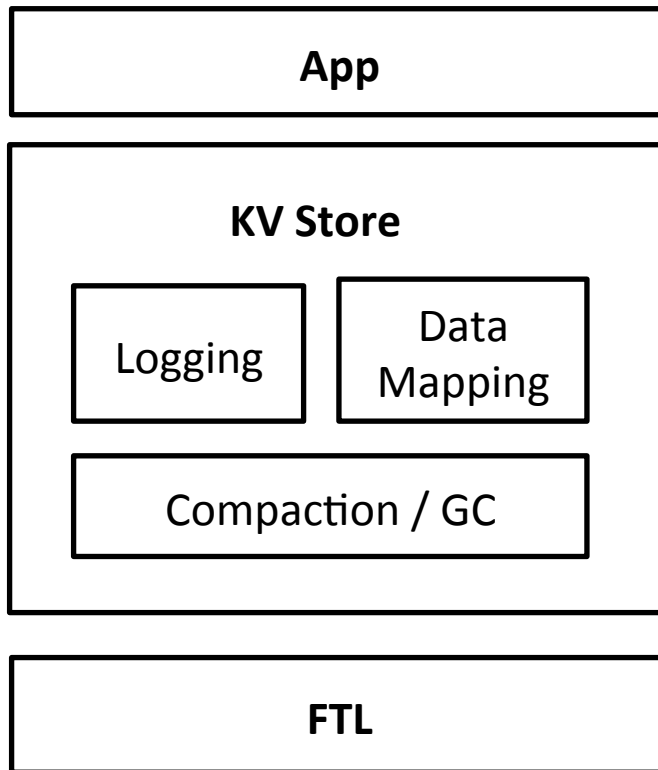 App
KV Store
Logging
Data
Mapping
Compaction / GC
FTL